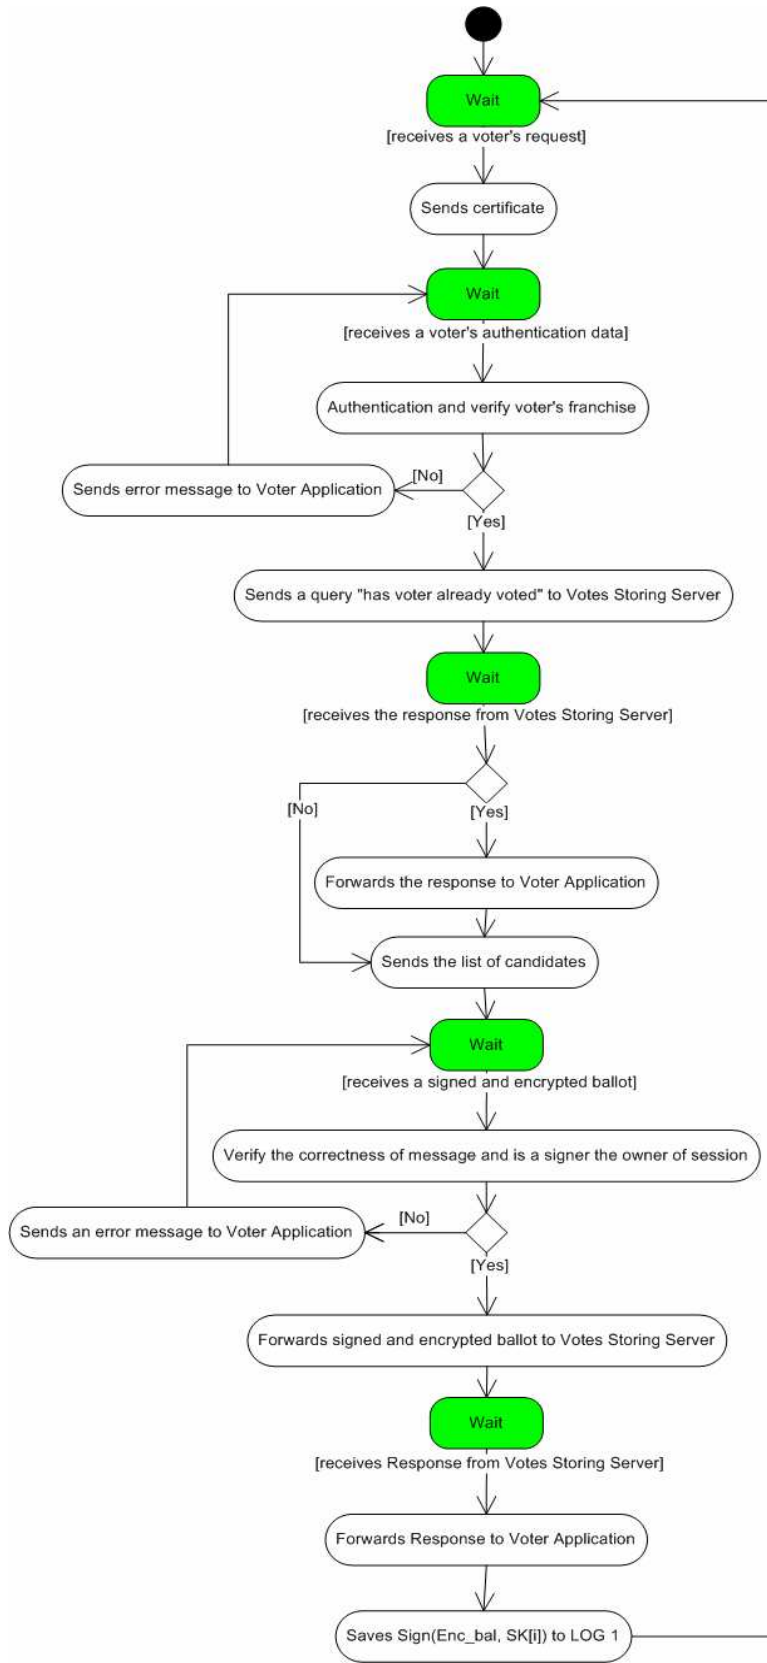 Wait
[receives a voter's request]
Sends certificate
Wait
[receives a voter's authentication data]
Authentication and verify voter's franchise
[No]
Sends error message to Voter Application
[Yes]
Sends a query "has voter already voted" to Votes Storing Server
Wait
[receives the response from Votes Storing Server]
[No]
[Yes]
Forwards the response to Voter Application
Sends the list of candidates
Wait
[receives a signed and encrypted ballot]
Verify the correctness of message and is a signer the owner of session
[No]
Sends an error message to Voter Application
[Yes]
Forwards signed and encrypted ballot to Votes Storing Server
Wait
[receives Response from Votes Storing Server]
Forwards Response to Voter Application
Saves Sign(Enc_bal, SK[i]) to LOG 1